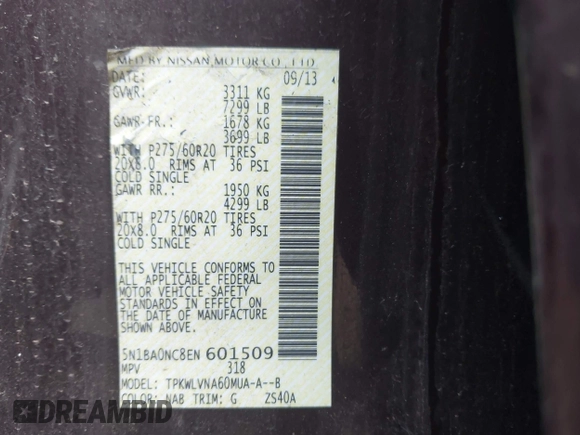 MFD BY NISSAN MOTOR CO., LTD
DATE: 09/13
GVWR: 3311 KG
7299 LB
GAWR FR.: 1678 KG
3699 LB
WITH P275/60R20 TIRES
20X8.0 RIMS AT 36 PSI
COLD SINGLE
GAWR RR.: 1950 KG
4299 LB
WITH P275/60R20 TIRES
20X8.0 RIMS AT 36 PSI
COLD SINGLE
THIS VEHICLE CONFORMS TO
ALL APPLICABLE FEDERAL
MOTOR VEHICLE SAFETY
STANDARDS IN EFFECT ON
THE DATE OF MANUFACTURE
SHOWN ABOVE.
5N1BA0NC8EN 601509
MPV 318
MODEL: TPKWLVNA60MUA-A--B
COLOR: NAB TRIM: G ZS40A
DREAMBID
dreambid.com